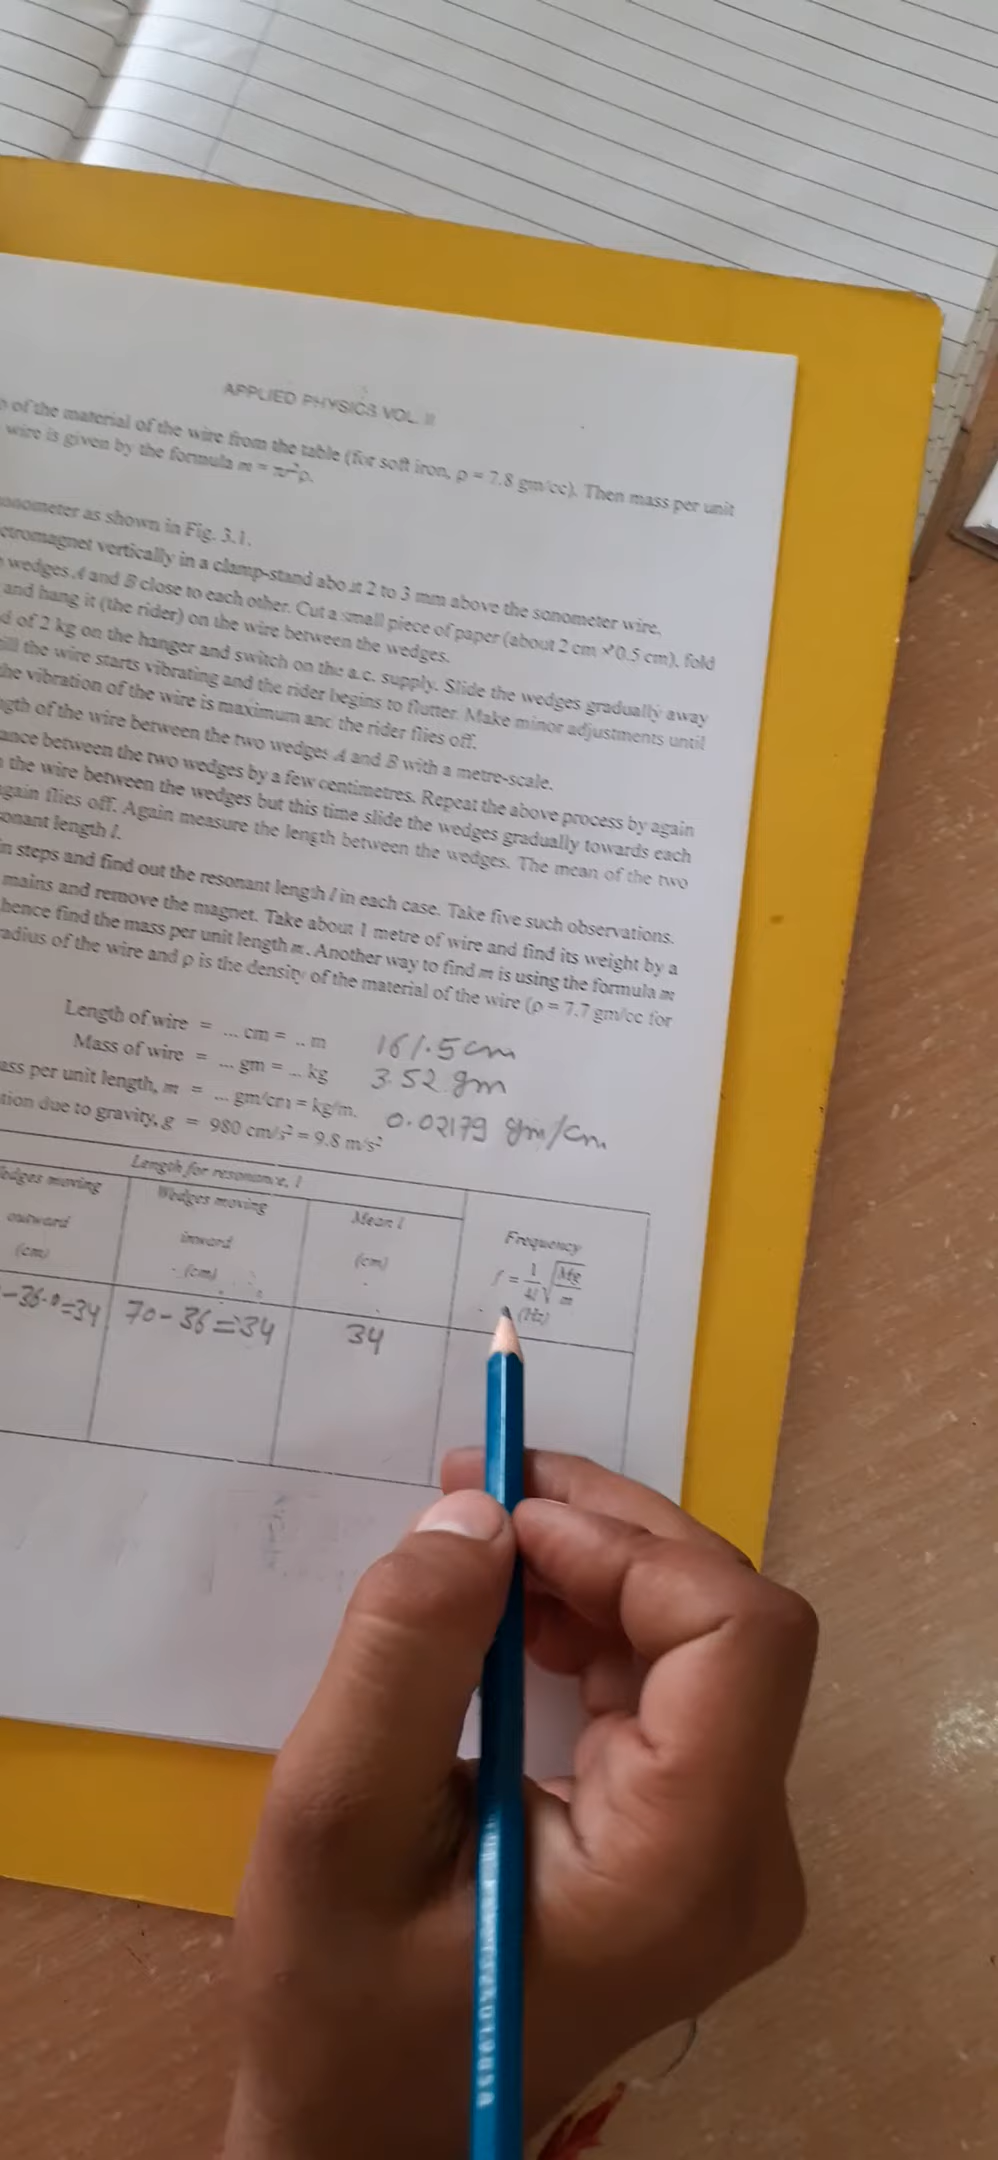 APPLIED PHYSICS VOL. II
of the material of the wire from the table (for soft iron, ρ = 7.8 gm/cc). Then mass per unit
wire is given by the formula m = πr²ρ.
sonometer as shown in Fig. 3.1.
ctromagnet vertically in a clamp-stand about 2 to 3 mm above the sonometer wire.
wedges A and B close to each other. Cut a small piece of paper (about 2 cm × 0.5 cm), fold
and hang it (the rider) on the wire between the wedges.
d of 2 kg on the hanger and switch on the a.c. supply. Slide the wedges gradually away
till the wire starts vibrating and the rider begins to flutter. Make minor adjustments until
the vibration of the wire is maximum and the rider flies off.
ngth of the wire between the two wedges A and B with a metre-scale.
ance between the two wedges by a few centimetres. Repeat the above process by again
the wire between the wedges but this time slide the wedges gradually towards each
gain flies off. Again measure the length between the wedges. The mean of the two
sonant length l.
in steps and find out the resonant length l in each case. Take five such observations.
mains and remove the magnet. Take about 1 metre of wire and find its weight by a
hence find the mass per unit length m. Another way to find m is using the formula m
adius of the wire and ρ is the density of the material of the wire (ρ = 7.7 gm/cc for
Length of wire = ... cm = .. m 161.5 cm
Mass of wire = ... gm = ... kg 3.52 gm
ass per unit length, m = ... gm/cm = kg/m. 0.02179 gm/cm
tion due to gravity, g = 980 cm/s² = 9.8 m/s²
Length for resonance, l
edges moving
outward
(cm)
Wedges moving
inward
(cm)
Mean l
(cm)
Frequency
f = 1/4l √Mg/m
(Hz)
-36.0=34 70-36=34 34